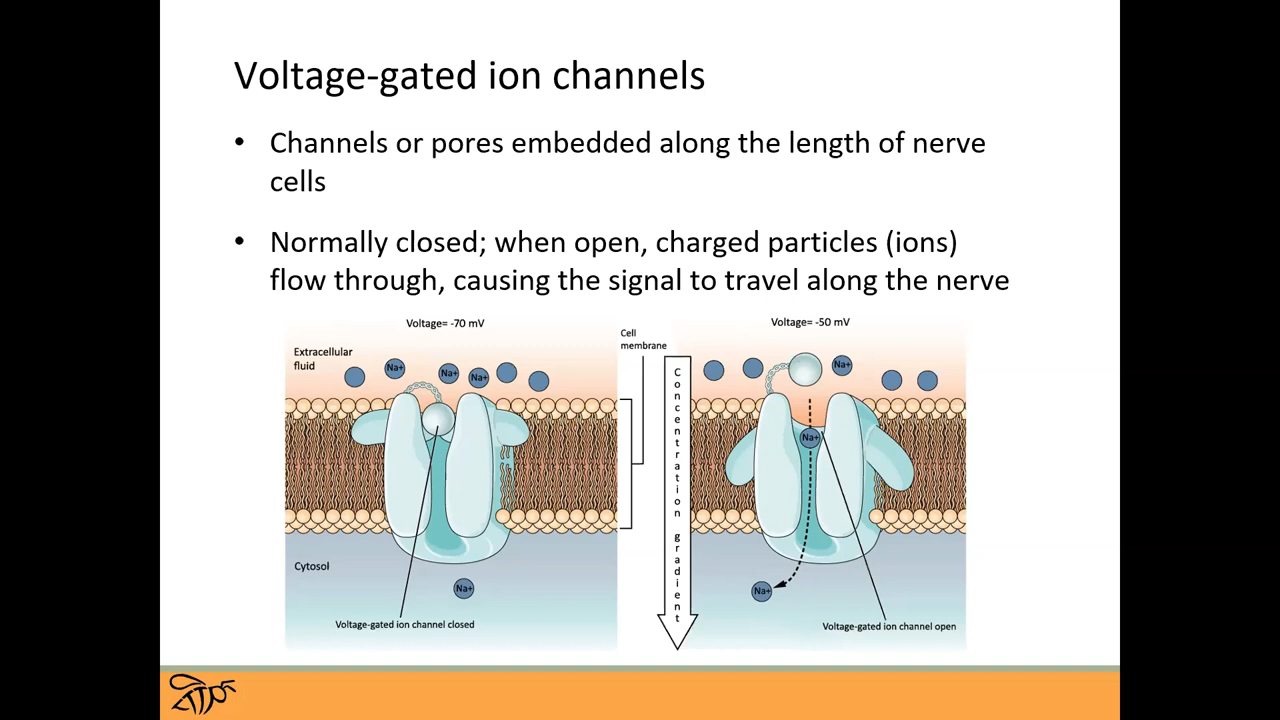 Voltage-gated ion channels
• Channels or pores embedded along the length of nerve
cells
• Normally closed; when open, charged particles (ions)
flow through, causing the signal to travel along the nerve
Voltage= -70 mV
Extracellular
fluid
Na+
Na+
Na+
Cytosol
Na+
Voltage-gated ion channel closed
Cell
membrane
Concentration gradient
Voltage= -50 mV
Na+
Na+
Na+
Voltage-gated ion channel open